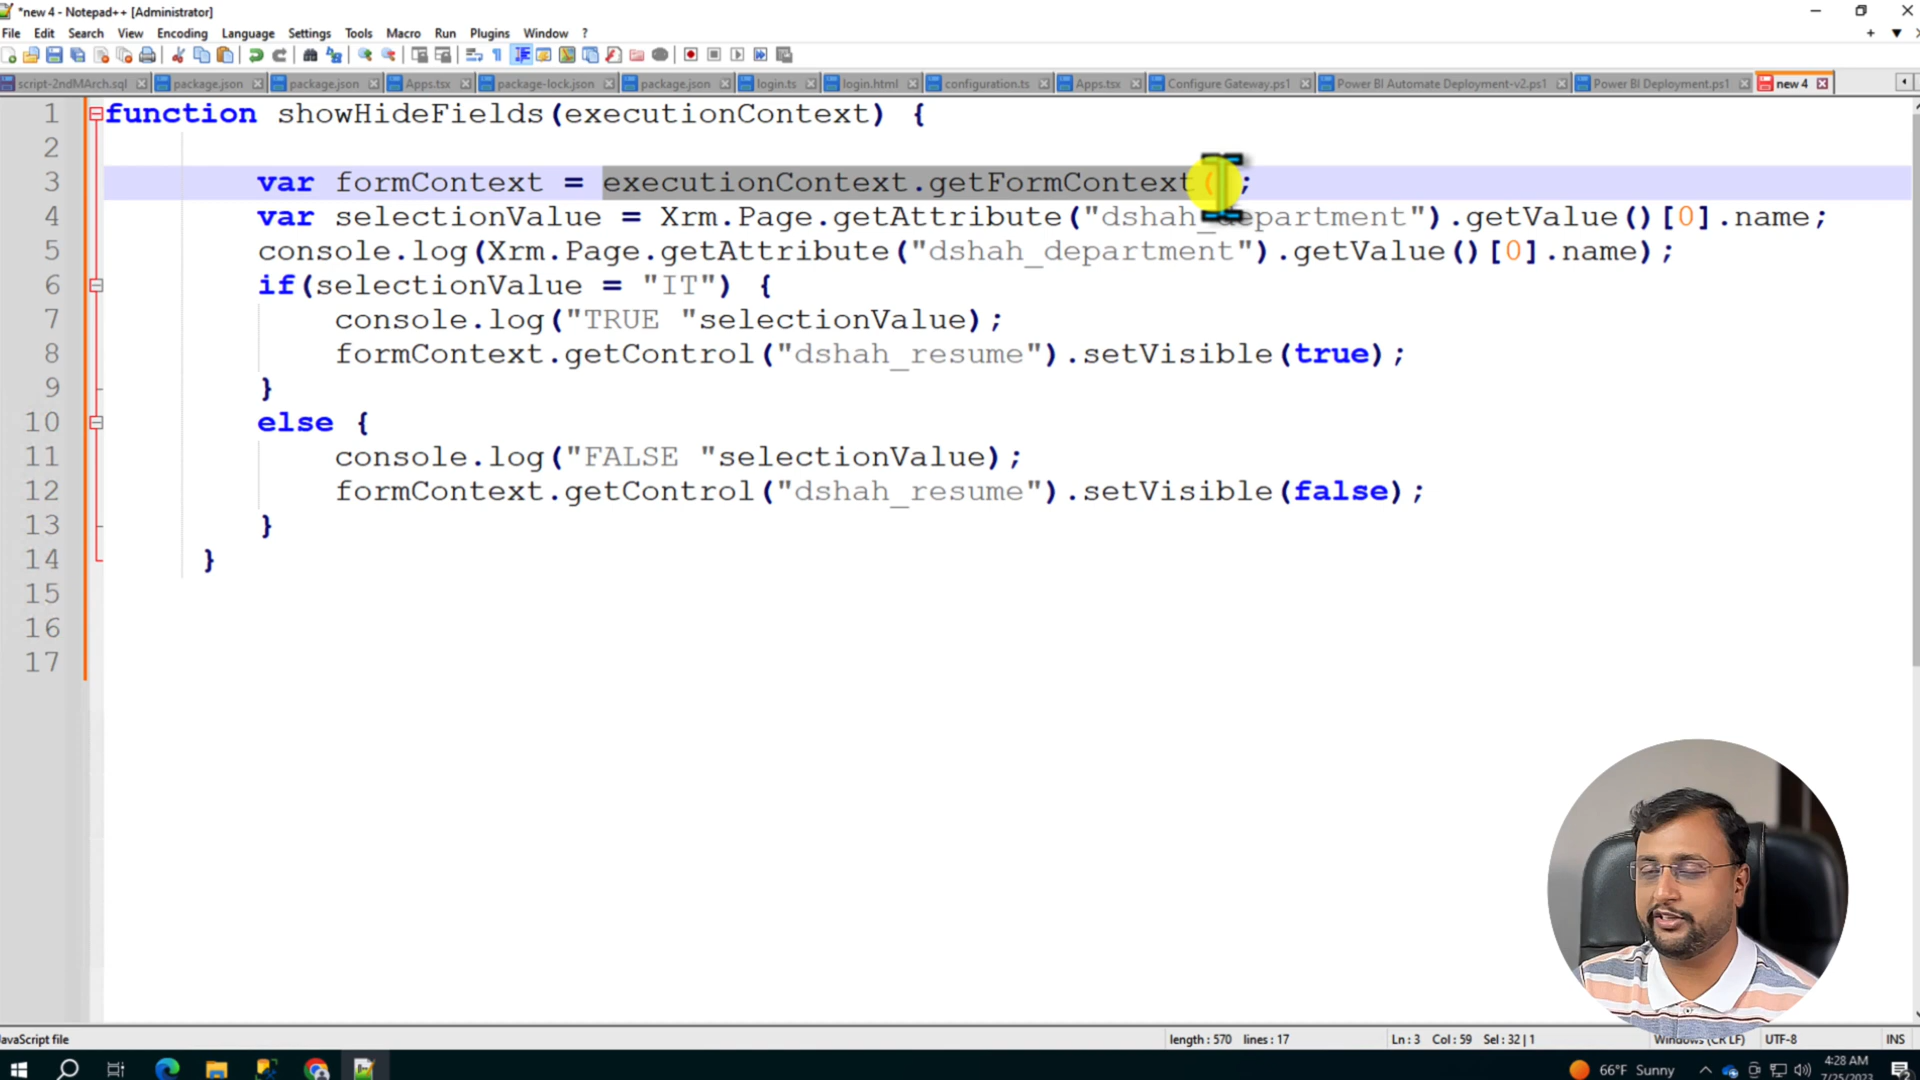 *new 4 - Notepad++ [Administrator]
File Edit Search View Encoding Language Settings Tools Macro Run Plugins Window ?
script-2ndMArch.sql package.json package.json Apps.tsx package-lock.json package.json login.ts login.html configuration.ts Apps.tsx Configure Gateway.ps1 Power BI Automate Deployment-v2.ps1 Power BI Deployment.ps1 new 4
1 function showHideFields(executionContext) {
2
3 var formContext = executionContext.getFormContext( ;
4 var selectionValue = Xrm.Page.getAttribute("dshah_department").getValue()[0].name;
5 console.log(Xrm.Page.getAttribute("dshah_department").getValue()[0].name);
6 if(selectionValue = "IT") {
7 console.log("TRUE "selectionValue);
8 formContext.getControl("dshah_resume").setVisible(true);
9 }
10 else {
11 console.log("FALSE "selectionValue);
12 formContext.getControl("dshah_resume").setVisible(false);
13 }
14 }
15
16
17
JavaScript file length : 570 lines : 17 Ln : 3 Col : 59 Sel : 32 | 1 Windows (CR LF) UTF-8 INS
66°F Sunny 4:28 AM
7/25/2023